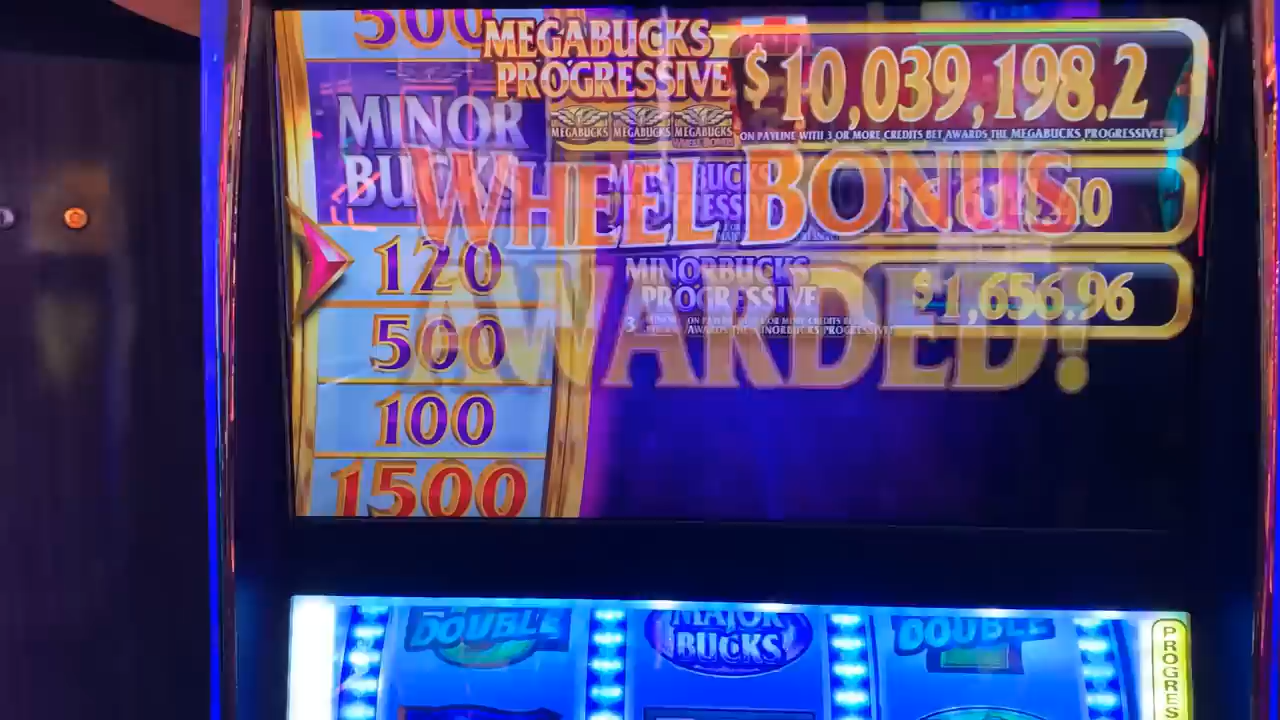 500
MEGABUCKS
PROGRESSIVE
$10,039,198.2
MEGABUCKS MEGABUCKS MEGABUCKS
ON PAYLINE WITH 3 OR MORE CREDITS BET AWARDS THE MEGABUCKS PROGRESSIVE!
MINOR
BUCKS
WHEEL BONUS
AWARDED!
MINORBUCKS
PROGRESSIVE
$1,656.96
120
500
100
1500
DOUBLE
MAJOR
BUCKS
DOUBLE
PROGRES